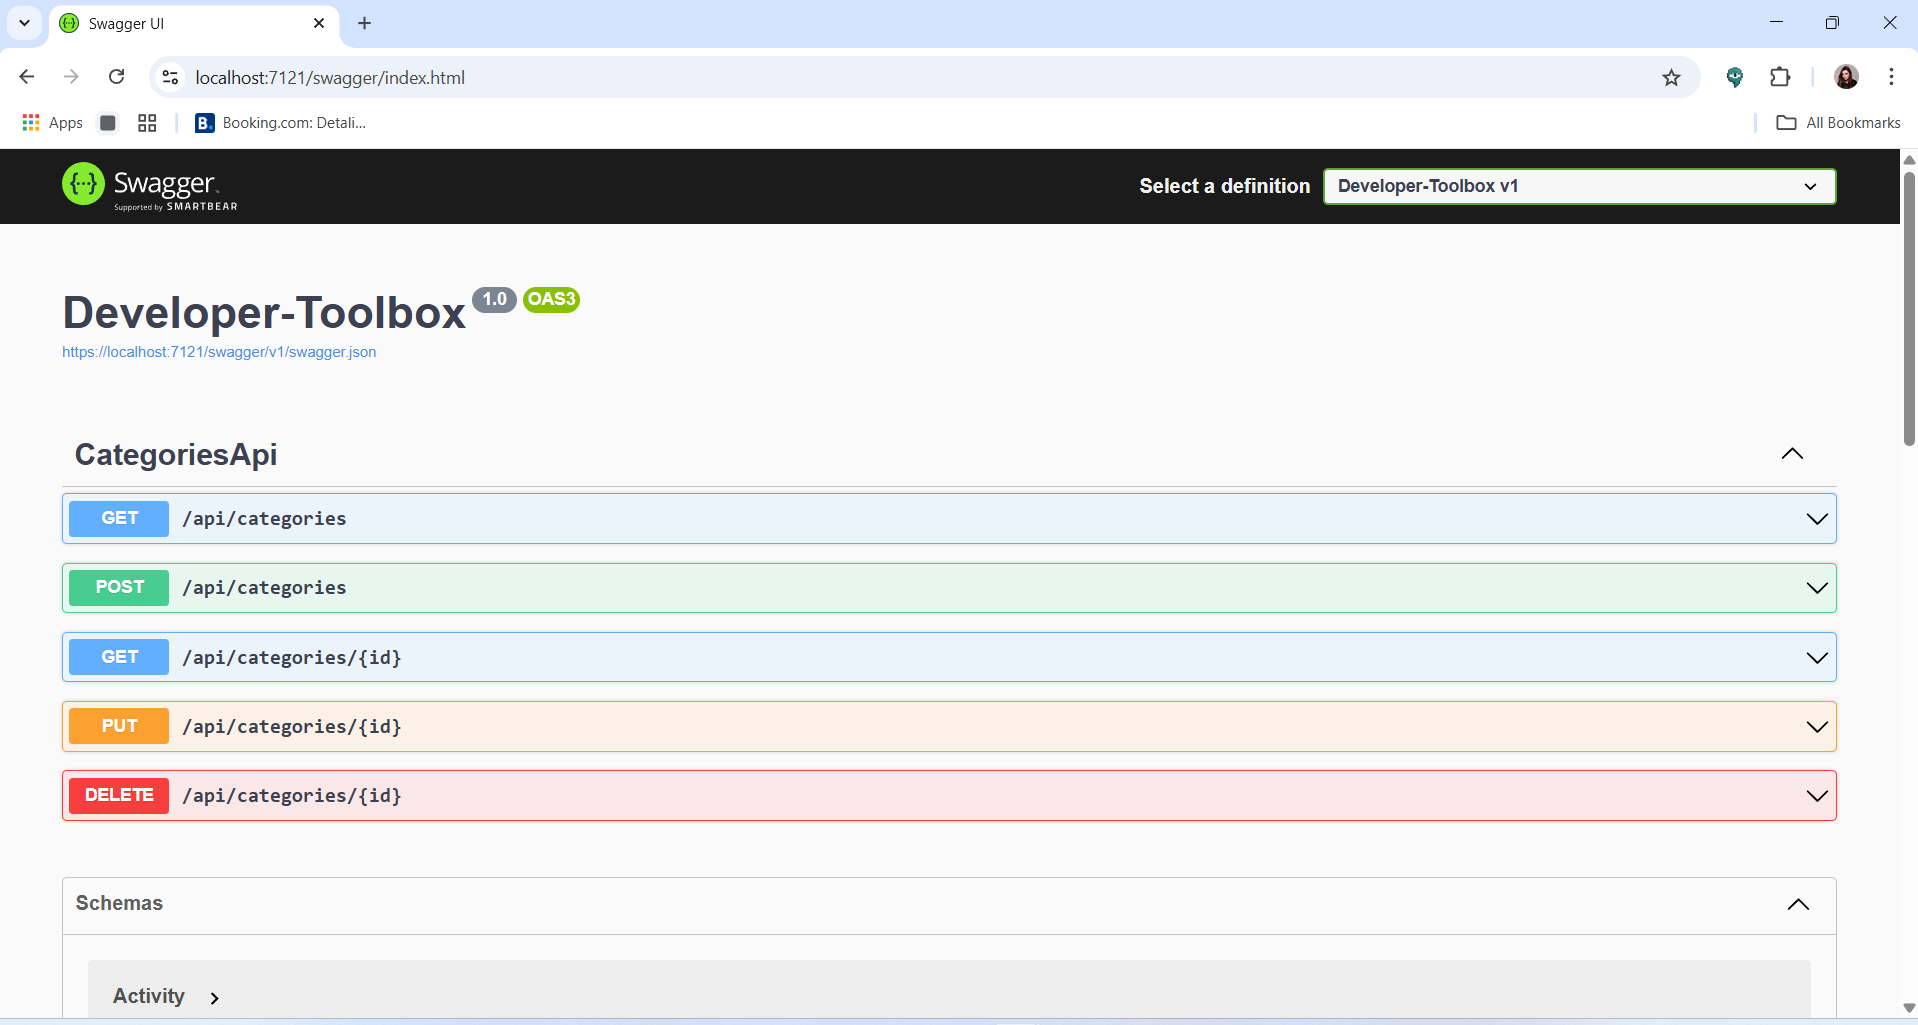 Swagger UI
localhost:7121/swagger/index.html
Apps
B.
Booking.com: Detali...
All Bookmarks
{···} Swagger
Supported by SMARTBEAR
Select a definition
Developer-Toolbox v1
Developer-Toolbox 1.0 OAS3
https://localhost:7121/swagger/v1/swagger.json
CategoriesApi
GET /api/categories
POST /api/categories
GET /api/categories/{id}
PUT /api/categories/{id}
DELETE /api/categories/{id}
Schemas
Activity